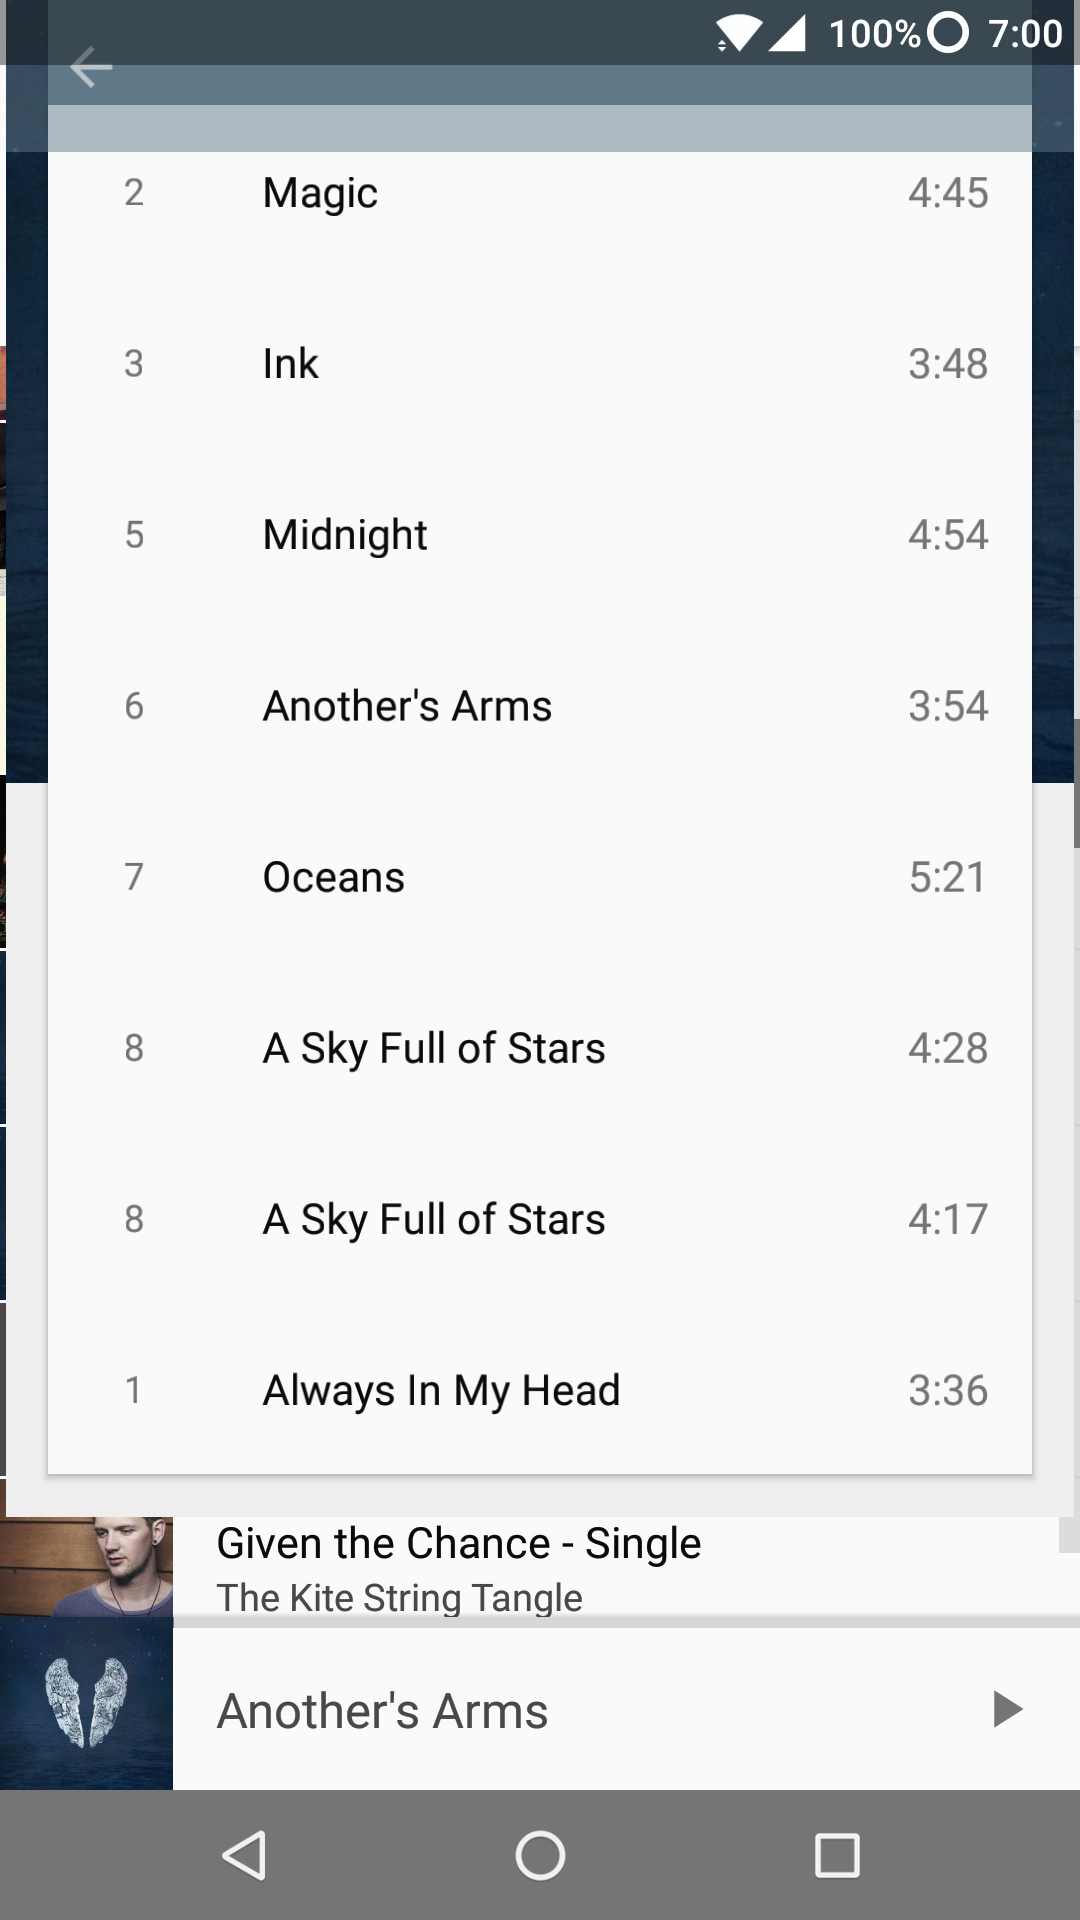 100% 7:00
2 Magic 4:45
3 Ink 3:48
5 Midnight 4:54
6 Another's Arms 3:54
7 Oceans 5:21
8 A Sky Full of Stars 4:28
8 A Sky Full of Stars 4:17
1 Always In My Head 3:36
Given the Chance - Single
The Kite String Tangle
Another's Arms